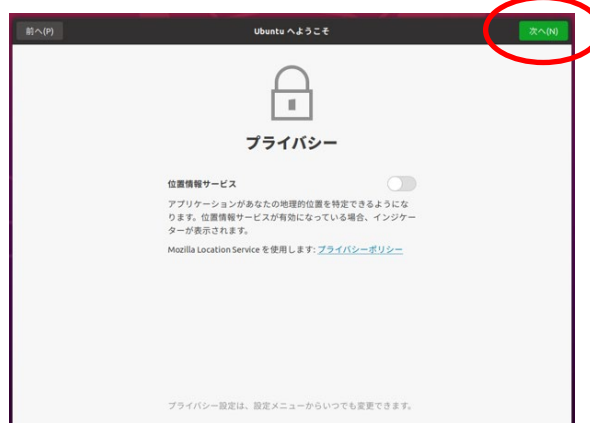 前へ(P)
Ubuntu へようこそ
次へ(N)
プライバシー
位置情報サービス
アプリケーションがあなたの地理的位置を特定できるようにな
ります。位置情報サービスが有効になっている場合、インジケー
ターが表示されます。
Mozilla Location Service を使用します: プライバシーポリシー
プライバシー設定は、設定メニューからいつでも変更できます。